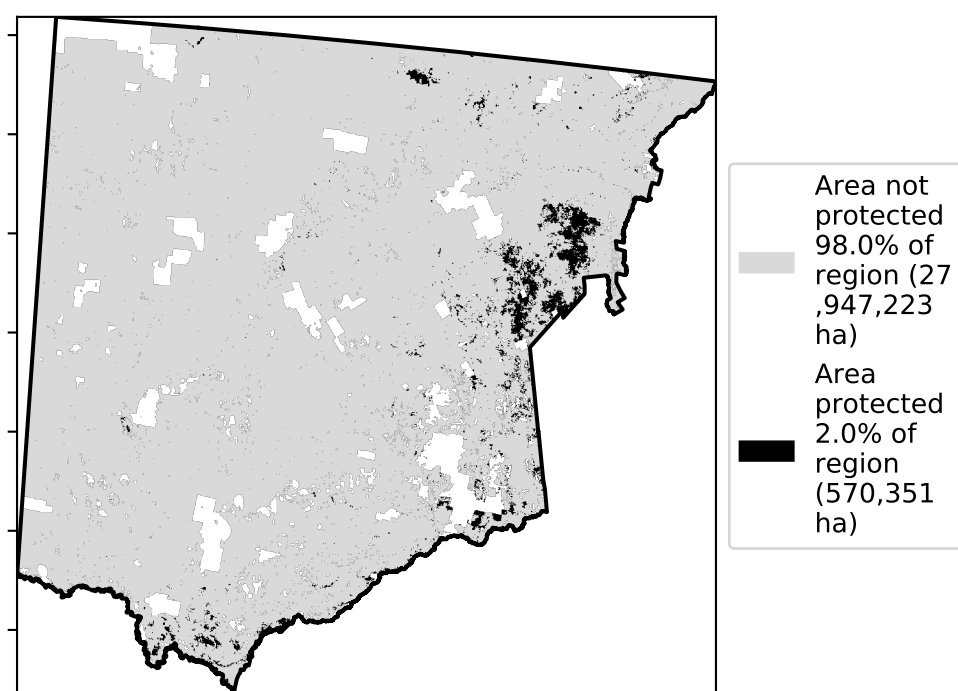 Area not
protected
98.0% of
region (27
,947,223
ha)
Area
protected
2.0% of
region
(570,351
ha)